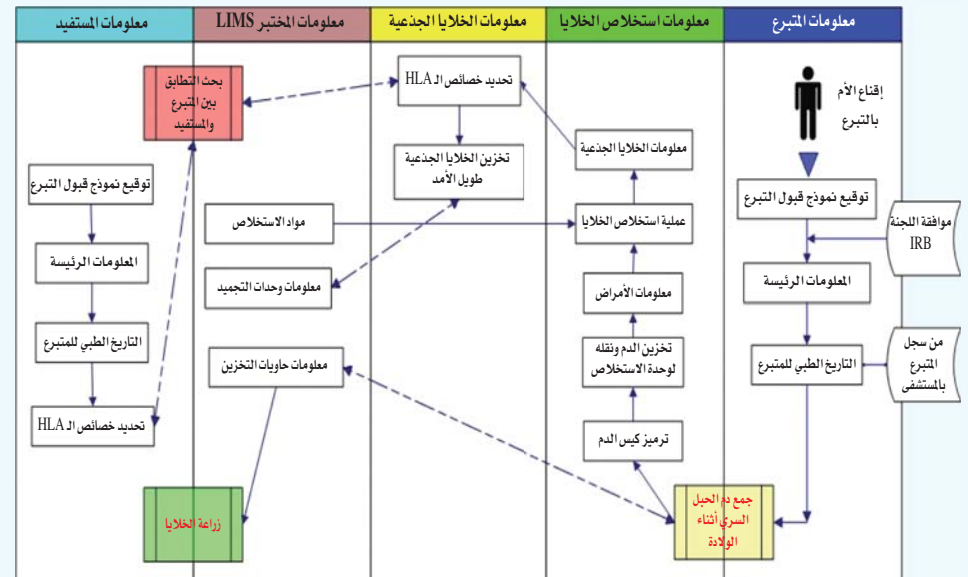 معلومات المتبرع
معلومات استخلاص الخلايا
معلومات الخلايا الجذعية
معلومات المختبر LIMS
معلومات المستفيد
إقناع الأم
بالتبرع
توقيع نموذج قبول التبرع
موافقة اللجنة
IRB
المعلومات الرئيسة
التاريخ الطبي للمتبرع
من سجل
المتبرع
بالمستشفى
جمع دم الحبل
السري أثناء
الولادة
معلومات الخلايا الجذعية
عملية استخلاص الخلايا
معلومات الأمراض
تخزين الدم ونقله
لوحدة الاستخلاص
ترميز كيس الدم
تحديد خصائص الـ HLA
تخزين الخلايا الجذعية
طويل الأمد
مواد الاستخلاص
معلومات وحدات التجميد
معلومات حاويات التخزين
بحث التطابق
بين المتبرع
والمستفيد
توقيع نموذج قبول التبرع
المعلومات الرئيسة
التاريخ الطبي للمتبرع
تحديد خصائص الـ HLA
زراعة الخلايا